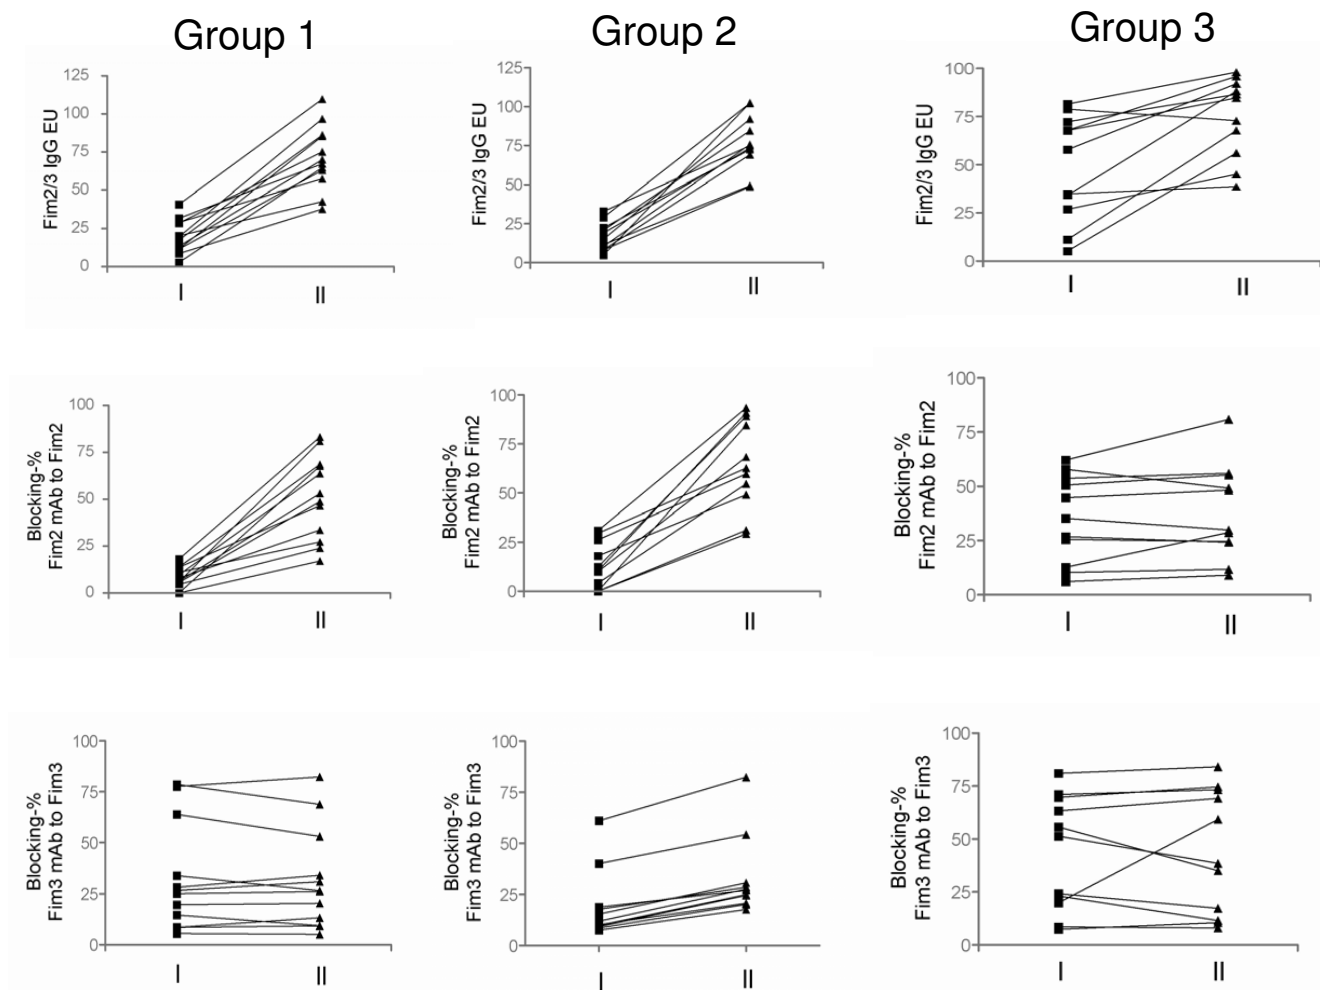 Group 1
Group 2
Group 3
Fim2/3 IgG EU
125
100
75
50
25
0
I
II
Fim2/3 IgG EU
125
100
75
50
25
0
I
II
Fim2/3 IgG EU
100
75
50
25
0
I
II
Blocking-%
Fim2 mAb to Fim2
100
75
50
25
0
I
II
Blocking-%
Fim2 mAb to Fim2
100
75
50
25
0
I
II
Blocking-%
Fim2 mAb to Fim2
100
75
50
25
0
I
II
Blocking-%
Fim3 mAb to Fim3
100
75
50
25
0
I
II
Blocking-%
Fim3 mAb to Fim3
100
75
50
25
0
I
II
Blocking-%
Fim3 mAb to Fim3
100
75
50
25
0
I
II